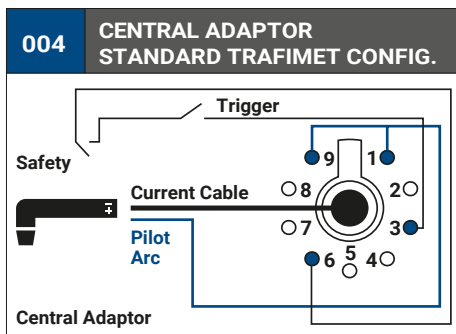 004
CENTRAL ADAPTOR
STANDARD TRAFIMET CONFIG.
Trigger
Safety
9 1
8 2
Current Cable
7 3
Pilot
Arc
6 5 4
Central Adaptor